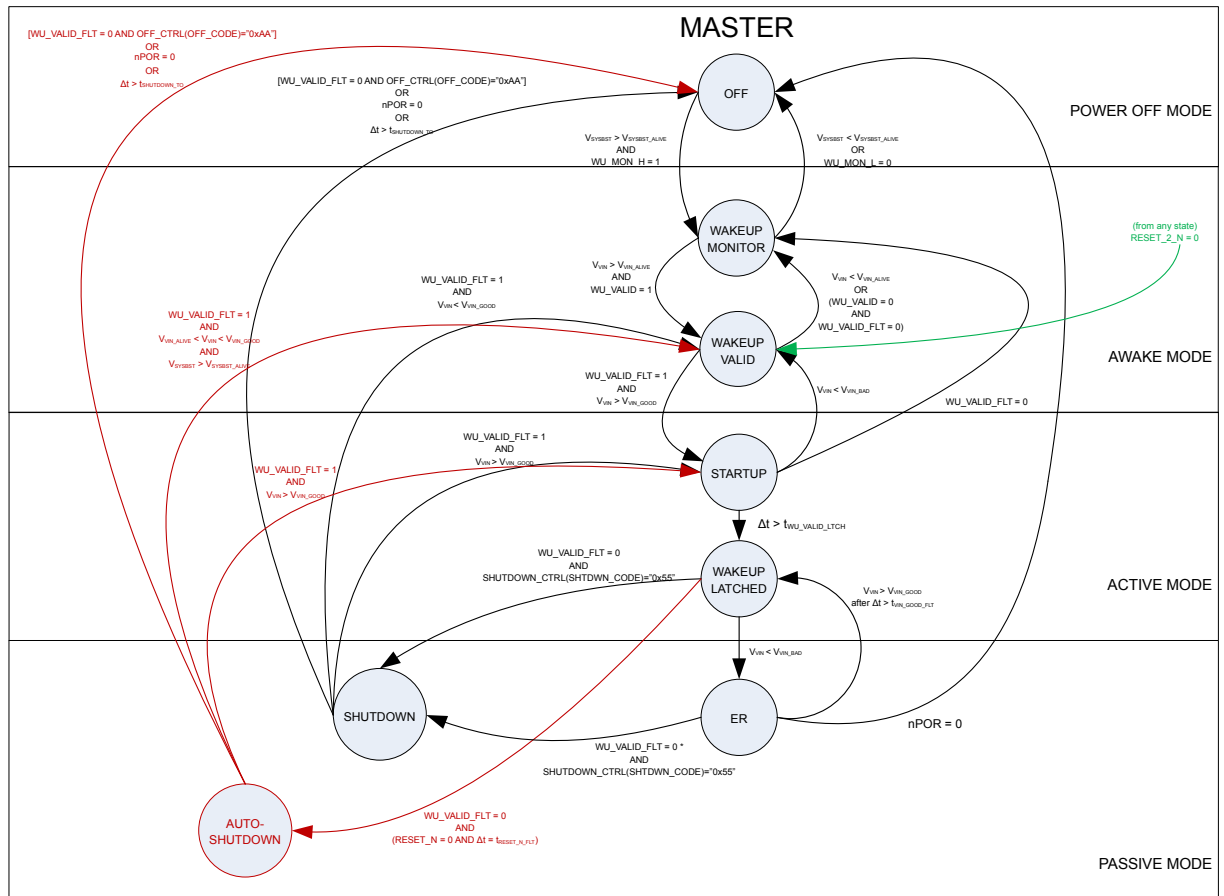 MASTER
[WU_VALID_FLT = 0 AND OFF_CTRL(OFF_CODE)="0xAA"]
OR
nPOR = 0
OR
Δt > tSHUTDOWN_TO
[WU_VALID_FLT = 0 AND OFF_CTRL(OFF_CODE)="0xAA"]
OR
nPOR = 0
OR
Δt > tSHUTDOWN_TO
OFF
POWER OFF MODE
VSYSBST > VSYSBST_ALIVE
AND
WU_MON_H = 1
VSYSBST < VSYSBST_ALIVE
OR
WU_MON_L = 0
WAKEUP
MONITOR
(from any state)
RESET_2_N = 0
VVIN > VVIN_ALIVE
AND
WU_VALID = 1
VVIN < VVIN_ALIVE
OR
(WU_VALID = 0
AND
WU_VALID_FLT = 0)
WU_VALID_FLT = 1
AND
VVIN < VVIN_GOOD
WU_VALID_FLT = 1
AND
VVIN_ALIVE < VVIN < VVIN_GOOD
AND
VSYSBST > VSYSBST_ALIVE
WAKEUP
VALID
AWAKE MODE
WU_VALID_FLT = 1
AND
VVIN > VVIN_GOOD
VVIN < VVIN_BAD
WU_VALID_FLT = 0
WU_VALID_FLT = 1
AND
VVIN > VVIN_GOOD
WU_VALID_FLT = 1
AND
VVIN > VVIN_GOOD
STARTUP
Δt > tWU_VALID_LTCH
WU_VALID_FLT = 0
AND
SHUTDOWN_CTRL(SHTDWN_CODE)="0x55"
WAKEUP
LATCHED
VVIN > VVIN_GOOD
after Δt > tVIN_GOOD_FLT
ACTIVE MODE
VVIN < VVIN_BAD
SHUTDOWN
ER
nPOR = 0
WU_VALID_FLT = 0 *
AND
SHUTDOWN_CTRL(SHTDWN_CODE)="0x55"
AUTO-
SHUTDOWN
WU_VALID_FLT = 0
AND
(RESET_N = 0 AND Δt = tRESET_N_FLT)
PASSIVE MODE